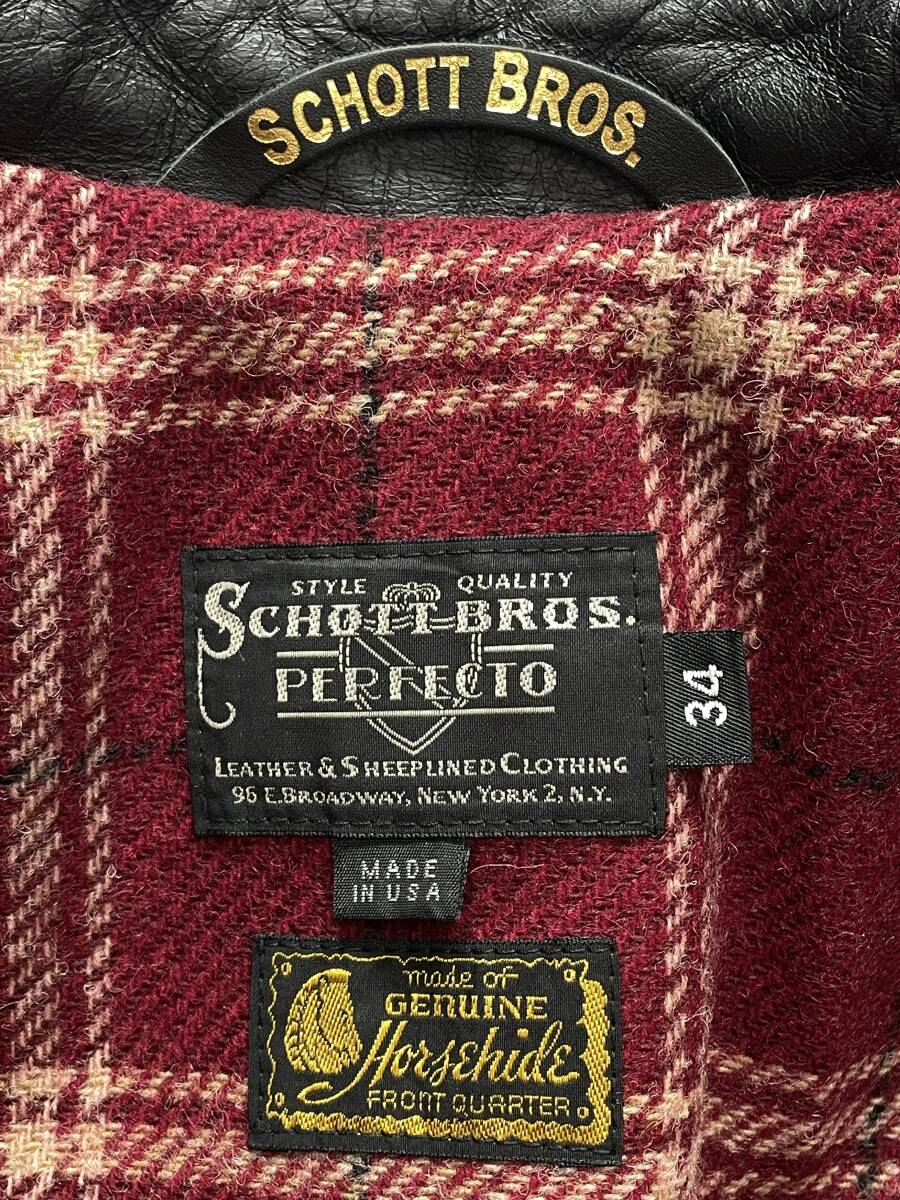 SCHOTT BROS.
STYLE QUALITY
SCHOTT BROS.
PERFECTO
LEATHER & SHEEPLINED CLOTHING
96 E.BROADWAY, NEW YORK 2, N.Y.
34
MADE
IN USA
made of
GENUINE
Horsehide
FRONT QUARTER